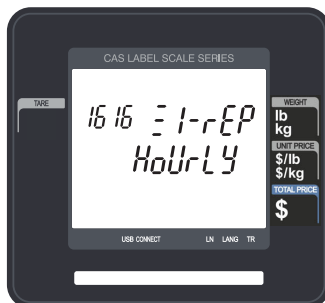 CAS LABEL SCALE SERIES
TARE
WEIGHT
lb
kg
UNIT PRICE
$/lb
$/kg
TOTAL PRICE
$
1616 Ξ 1-rEP
HoUrLY
USB CONNECT LN LANG TR